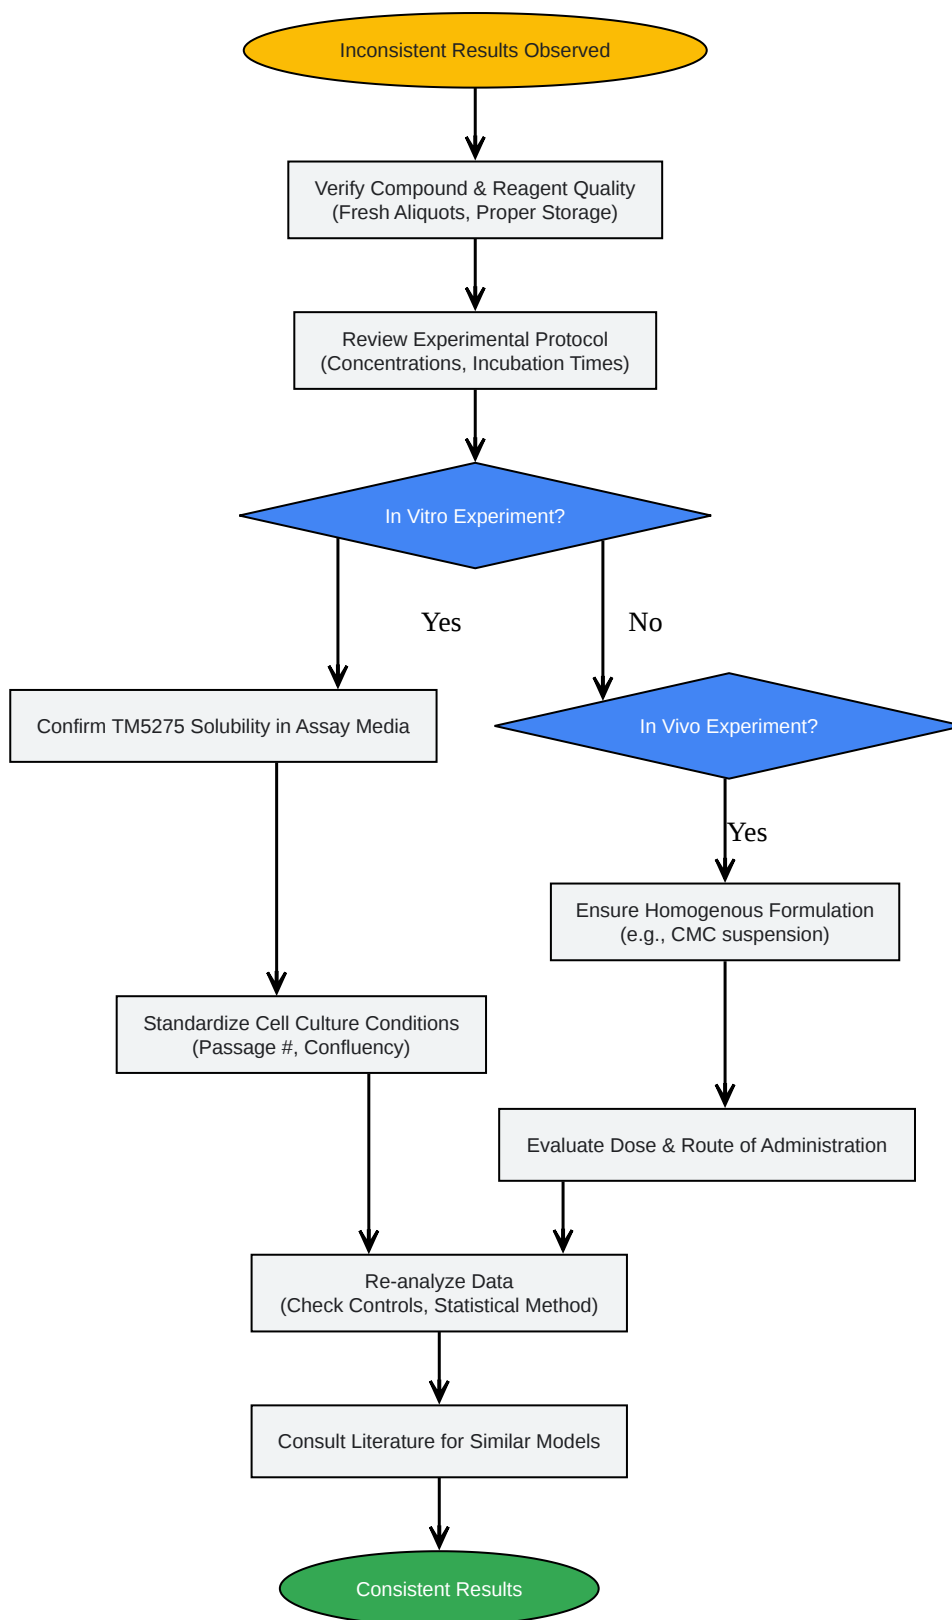 Inconsistent Results Observed
Verify Compound & Reagent Quality
(Fresh Aliquots, Proper Storage)
Review Experimental Protocol
(Concentrations, Incubation Times)
In Vitro Experiment?
Yes
No
Confirm TM5275 Solubility in Assay Media
In Vivo Experiment?
Yes
Ensure Homogenous Formulation
(e.g., CMC suspension)
Standardize Cell Culture Conditions
(Passage #, Confluency)
Evaluate Dose & Route of Administration
Re-analyze Data
(Check Controls, Statistical Method)
Consult Literature for Similar Models
Consistent Results